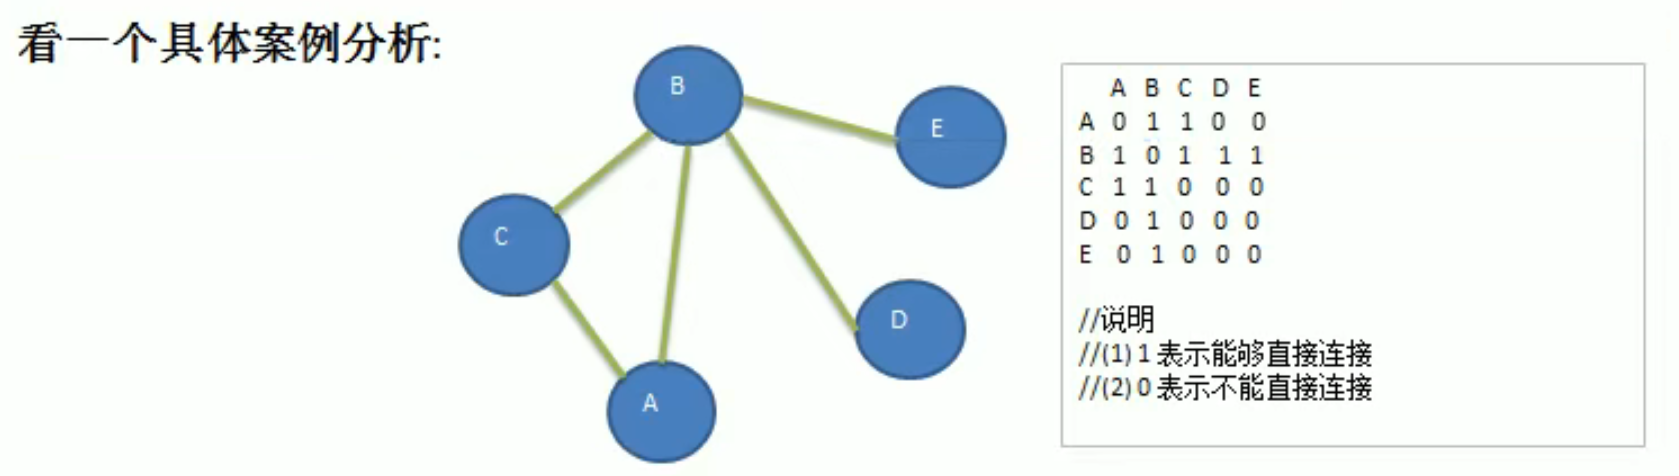 看一个具体案例分析:
B
E
C
D
A
A B C D E
A 0 1 1 0 0
B 1 0 1 1 1
C 1 1 0 0 0
D 0 1 0 0 0
E 0 1 0 0 0
//说明
//(1) 1 表示能够直接连接
//(2) 0 表示不能直接连接